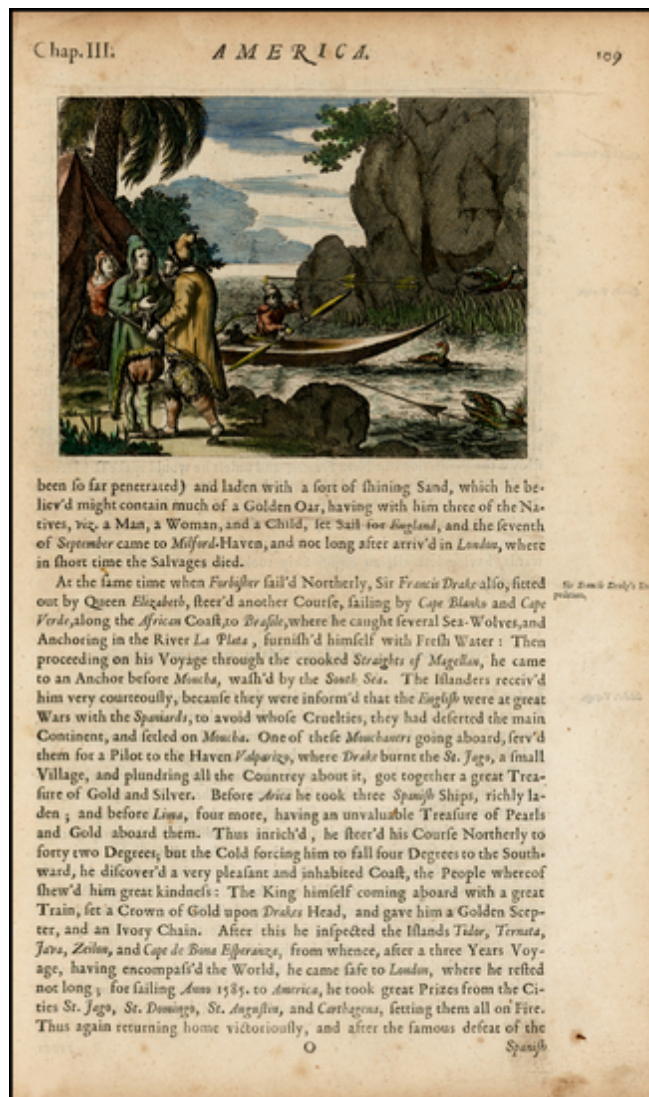 Chap. III. AMERICA. 109
been ſo far penetrated) and laden with a ſort of ſhining Sand, which he be-
liev'd might contain much of a Golden Oar, having with him three of the Na-
tives, viz. a Man, a Woman, and a Child, ſet Sail for England, and the ſeventh
of September came to Milford-Haven, and not long after arriv'd in London, where
in ſhort time the Salvages died.
At the ſame time when Furbiſher ſail'd Northerly, Sir Francis Drake alſo, fitted
Sir Francis Drake's Ex-
pedition.
out by Queen Elizabeth, ſteer'd another Courſe, ſailing by Cape Blanko and Cape
Verde, along the African Coaſt, to Braſile, where he caught ſeveral Sea-Wolves, and
Anchoring in the River La Plata, furniſh'd himſelf with Freſh Water: Then
proceeding on his Voyage through the crooked Straights of Magellan, he came
to an Anchor before Moucha, waſh'd by the South Sea. The Iſlanders receiv'd
him very courteouſly, becauſe they were inform'd that the Engliſh were at great
Wars with the Spaniards, to avoid whoſe Cruelties, they had deſerted the main
Continent, and ſetled on Moucha. One of theſe Mouchaners going aboard, ſerv'd
them for a Pilot to the Haven Valparizo, where Drake burnt the St. Jago, a ſmall
Village, and plundring all the Countrey about it, got together a great Trea-
ſure of Gold and Silver. Before Arica he took three Spaniſh Ships, richly la-
den; and before Lima, four more, having an unvaluable Treaſure of Pearls
and Gold aboard them. Thus inrich'd, he ſteer'd his Courſe Northerly to
forty two Degrees; but the Cold forcing him to fall four Degrees to the South-
ward, he diſcover'd a very pleaſant and inhabited Coaſt, the People whereof
ſhew'd him great kindneſs: The King himſelf coming aboard with a great
Train, ſet a Crown of Gold upon Drakes Head, and gave him a Golden Scep-
ter, and an Ivory Chain. After this he inſpected the Iſlands Tidor, Ternata,
Java, Zeilon, and Cape de Bona Eſperanza, from whence, after a three Years Voy-
age, having encompaſs'd the World, he came ſafe to London, where he reſted
not long; for ſailing Anno 1585. to America, he took great Prizes from the Ci-
ties St. Jago, St. Domingo, St. Auguſtin, and Carthagena, ſetting them all on Fire.
Thus again returning home victoriouſly, and after the famous defeat of the
O Spaniſh